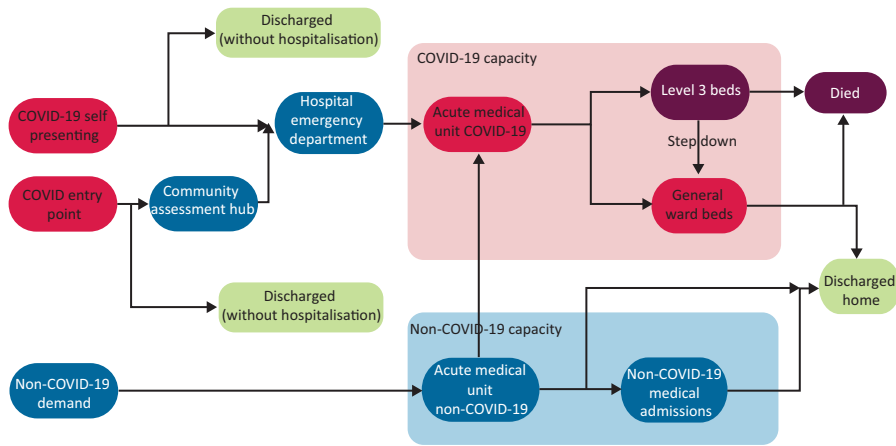 Discharged
(without hospitalisation)
COVID-19 capacity
COVID-19 self
presenting
Hospital
emergency
department
Acute medical
unit COVID-19
Level 3 beds
Died
Step down
COVID entry
point
Community
assessment hub
General
ward beds
Discharged
(without hospitalisation)
Discharged
home
Non-COVID-19 capacity
Non-COVID-19
demand
Acute medical
unit
non-COVID-19
Non-COVID-19
medical
admissions